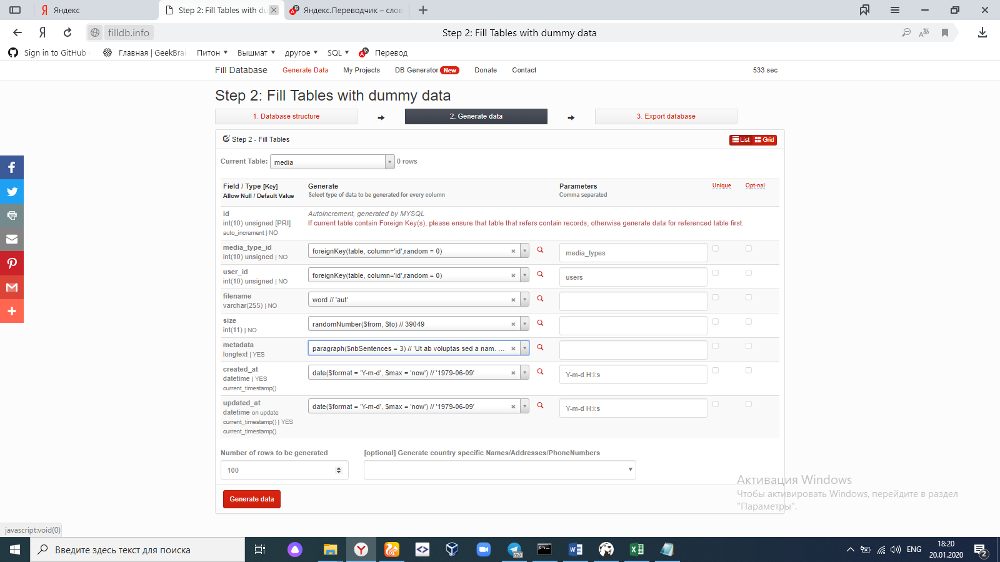 Яндекс
Step 2: Fill Tables with du
Яндекс.Переводчик – слов
filldb.info
Step 2: Fill Tables with dummy data
Sign in to GitHub ·
Главная | GeekBrai
Питон
Вышмат
другое
SQL
Перевод
Fill Database
Generate Data
My Projects
DB Generator New
Donate
Contact
533 sec
Step 2: Fill Tables with dummy data
1. Database structure
2. Generate data
3. Export database
Step 2 - Fill Tables
List
Grid
Current Table: media 0 rows
Field / Type [Key]
Allow Null / Default Value
Generate
Select type of data to be generated for every column
Parameters
Comma separated
Unique
Opt-nal
id
int(10) unsigned [PRI]
auto_increment | NO
Autoincrement, generated by MYSQL
If current table contain Foreign Key(s), please ensure that table that refers contain records, otherwise generate data for referenced table first.
media_type_id
int(10) unsigned | NO
foreignKey(table, column='id',random = 0)
media_types
user_id
int(10) unsigned | NO
foreignKey(table, column='id',random = 0)
users
filename
varchar(255) | NO
word // 'aut'
size
int(11) | NO
randomNumber($from, $to) // 39049
metadata
longtext | YES
paragraph($nbSentences = 3) // 'Ut ab voluptas sed a nam. ...
created_at
datetime | YES
current_timestamp()
date($format = 'Y-m-d', $max = 'now') // '1979-06-09'
Y-m-d H:i:s
updated_at
datetime on update
current_timestamp() | YES
current_timestamp()
date($format = 'Y-m-d', $max = 'now') // '1979-06-09'
Y-m-d H:i:s
Number of rows to be generated
100
[optional] Generate country specific Names/Addresses/PhoneNumbers
Generate data
Активация Windows
Чтобы активировать Windows, перейдите в раздел
"Параметры".
javascript:void(0)
Введите здесь текст для поиска
570
ENG
18:20
20.01.2020
2